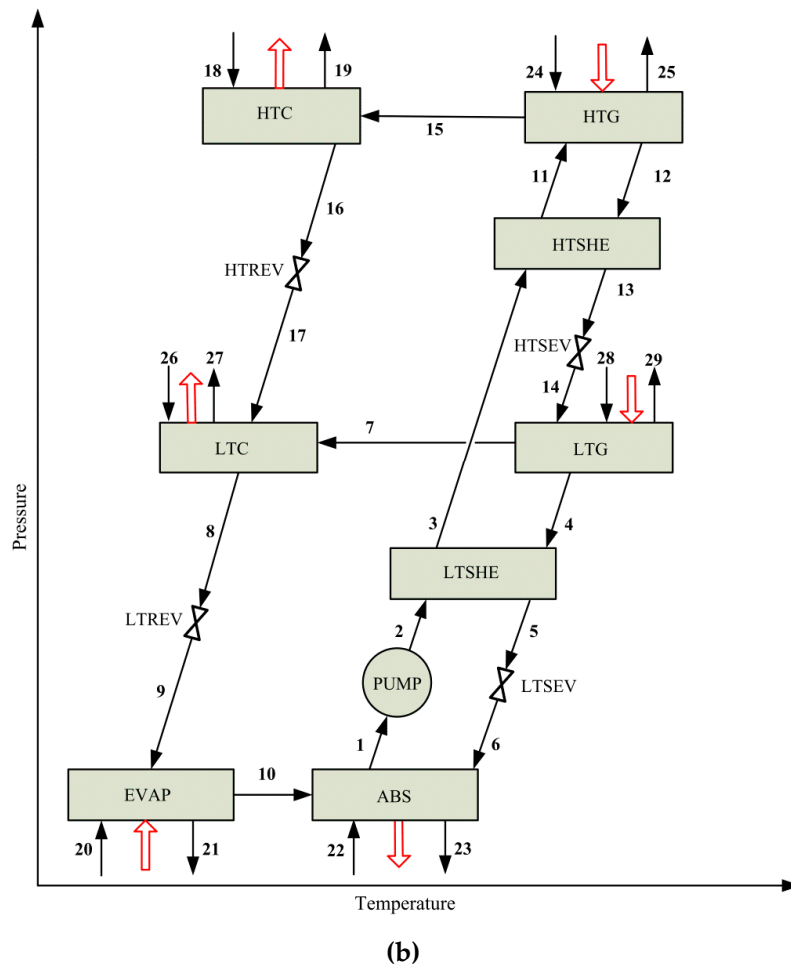 18
19
24
25
HTC
HTG
15
11
12
16
HTSHE
HTREV
13
17
HTSEV
28
29
26
27
14
7
LTC
LTG
3
8
4
Pressure
LTSHE
LTREV
2
5
PUMP
LTSEV
9
1
6
10
EVAP
ABS
20
21
22
23
Temperature
(b)